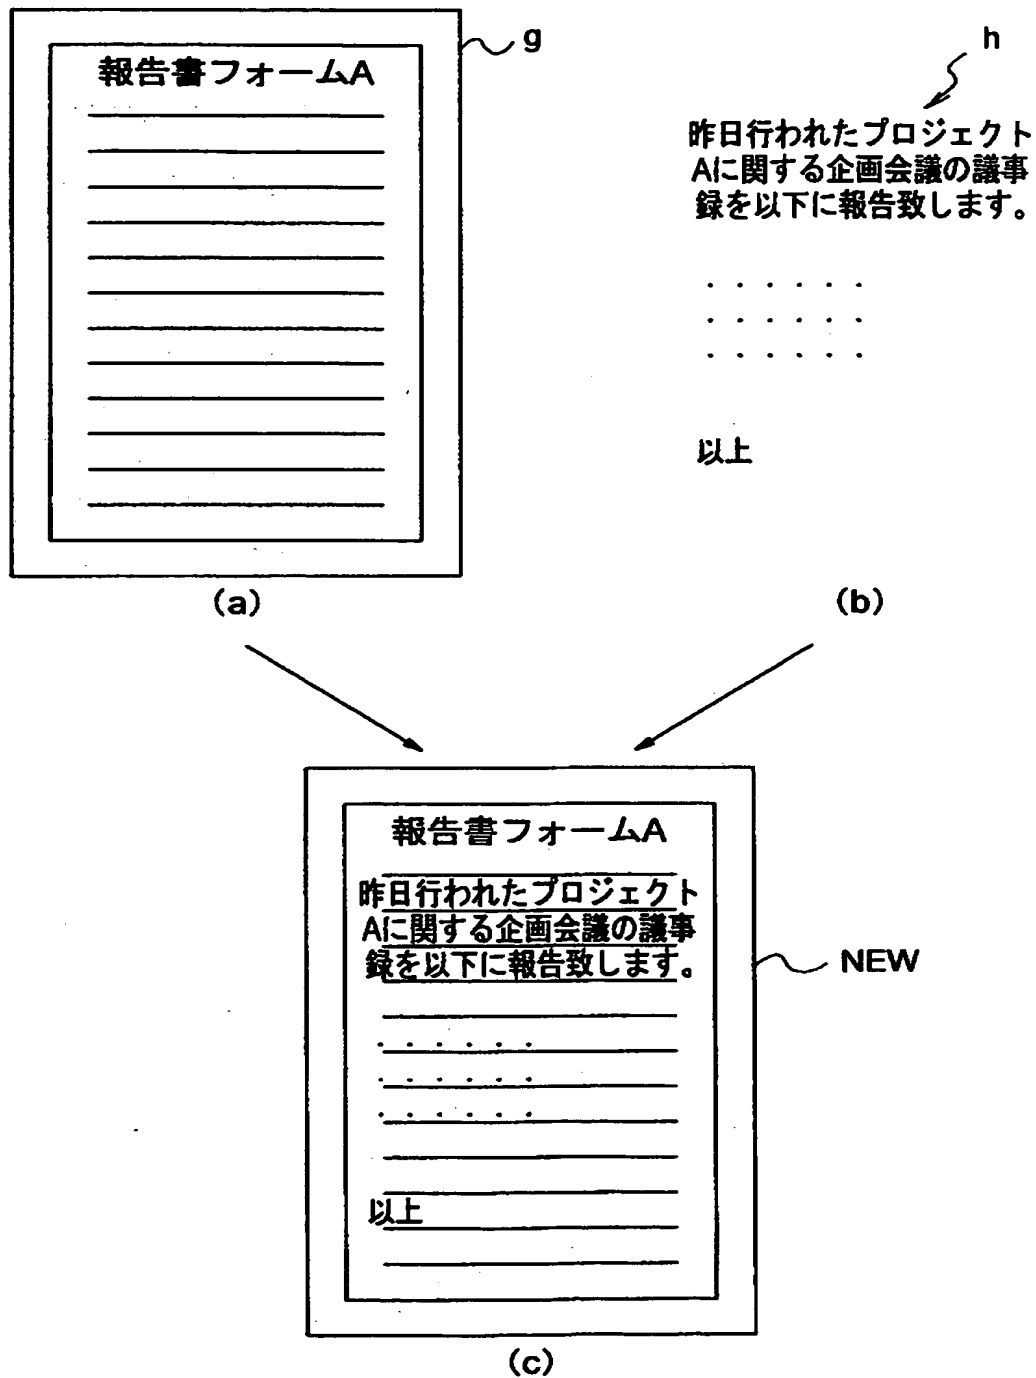 報告書フォームA
g
h
昨日行われたプロジェクト
Aに関する企画会議の議事
録を以下に報告致します。
・・・・・・
・・・・・・
・・・・・・
以上
(a)
(b)
報告書フォームA
昨日行われたプロジェクト
Aに関する企画会議の議事
録を以下に報告致します。
・・・・・・
・・・・・・
・・・・・・
以上
NEW
(c)